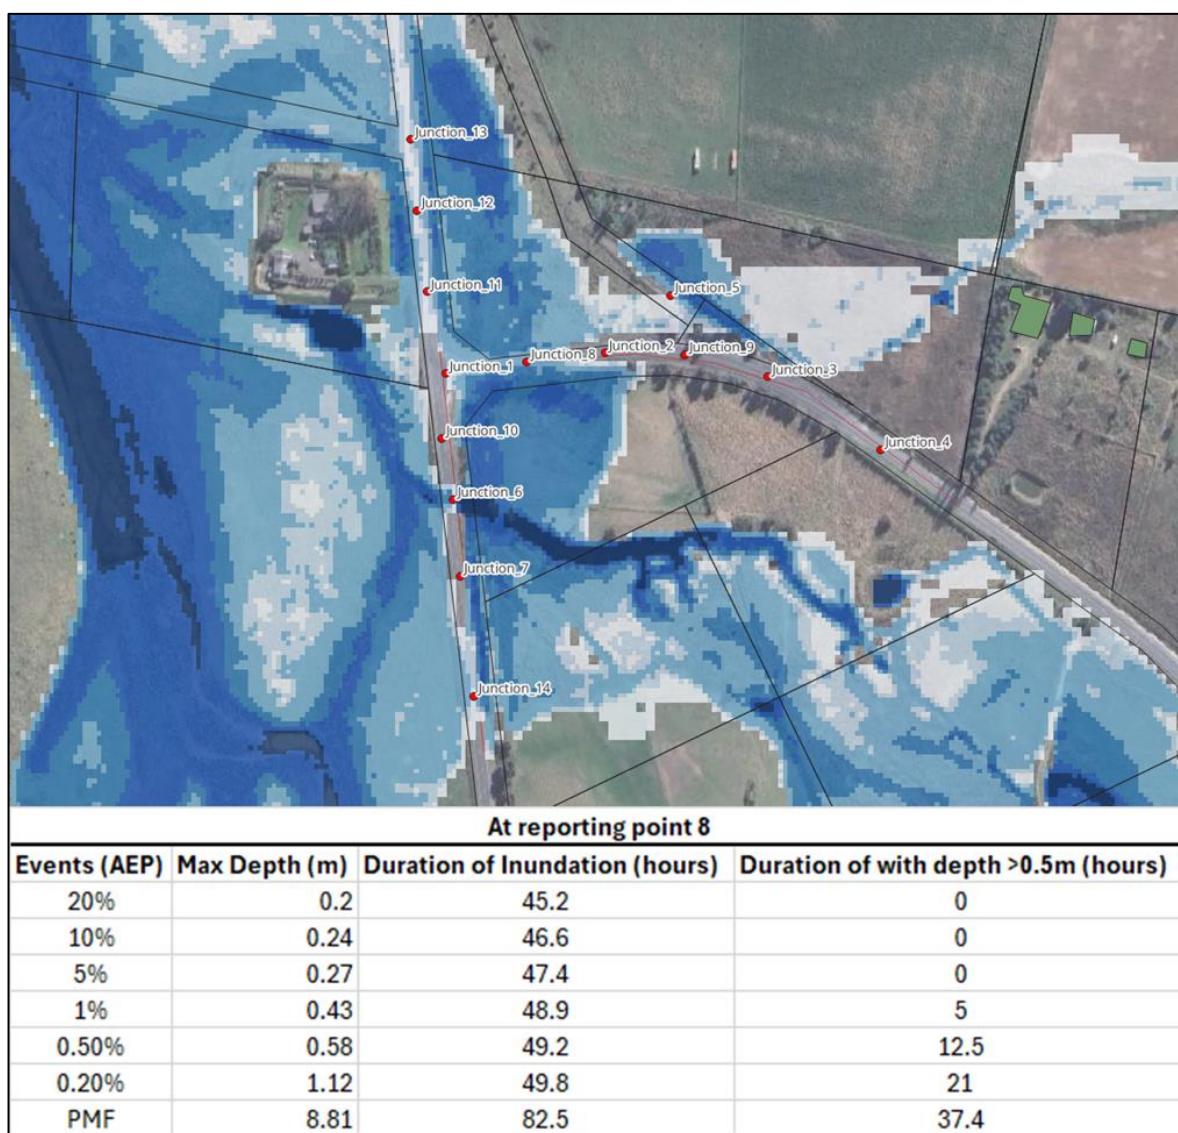 Junction_13
Junction_12
Junction_11
Junction_5
Junction_2
Junction_8
Junction_9
Junction_1
Junction_3
Junction_10
Junction_4
Junction_6
Junction_7
Junction_14
At reporting point 8
Events (AEP) Max Depth (m) Duration of Inundation (hours) Duration of with depth >0.5m (hours)
20% 0.2 45.2 0
10% 0.24 46.6 0
5% 0.27 47.4 0
1% 0.43 48.9 5
0.50% 0.58 49.2 12.5
0.20% 1.12 49.8 21
PMF 8.81 82.5 37.4